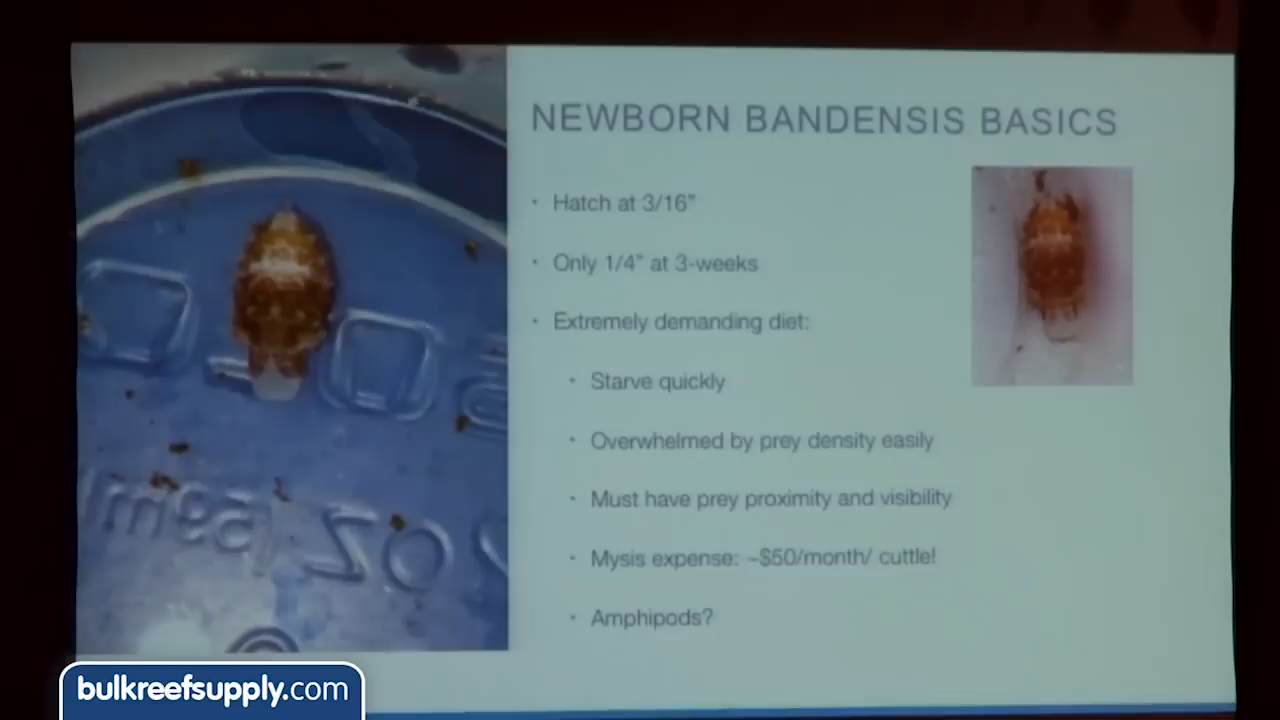 NEWBORN BANDENSIS BASICS
• Hatch at 3/16"
• Only 1/4" at 3-weeks
• Extremely demanding diet:
• Starve quickly
• Overwhelmed by prey density easily
• Must have prey proximity and visibility
• Mysis expense: ~$50/month/ cuttle!
• Amphipods?
bulkreefsupply.com